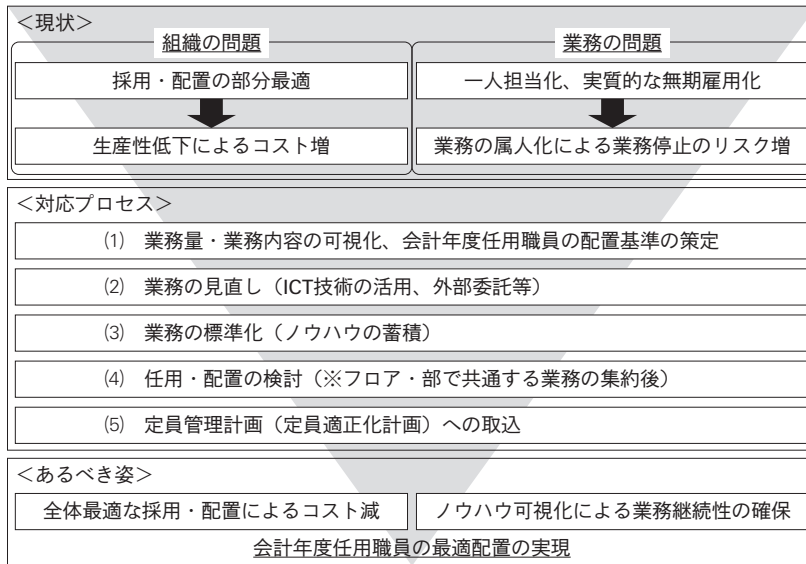 ＜現状＞
組織の問題
採用・配置の部分最適
生産性低下によるコスト増
業務の問題
一人担当化、実質的な無期雇用化
業務の属人化による業務停止のリスク増
＜対応プロセス＞
⑴ 業務量・業務内容の可視化、会計年度任用職員の配置基準の策定
⑵ 業務の見直し（ICT技術の活用、外部委託等）
⑶ 業務の標準化（ノウハウの蓄積）
⑷ 任用・配置の検討（※フロア・部で共通する業務の集約後）
⑸ 定員管理計画（定員適正化計画）への取込
＜あるべき姿＞
全体最適な採用・配置によるコスト減
ノウハウ可視化による業務継続性の確保
会計年度任用職員の最適配置の実現